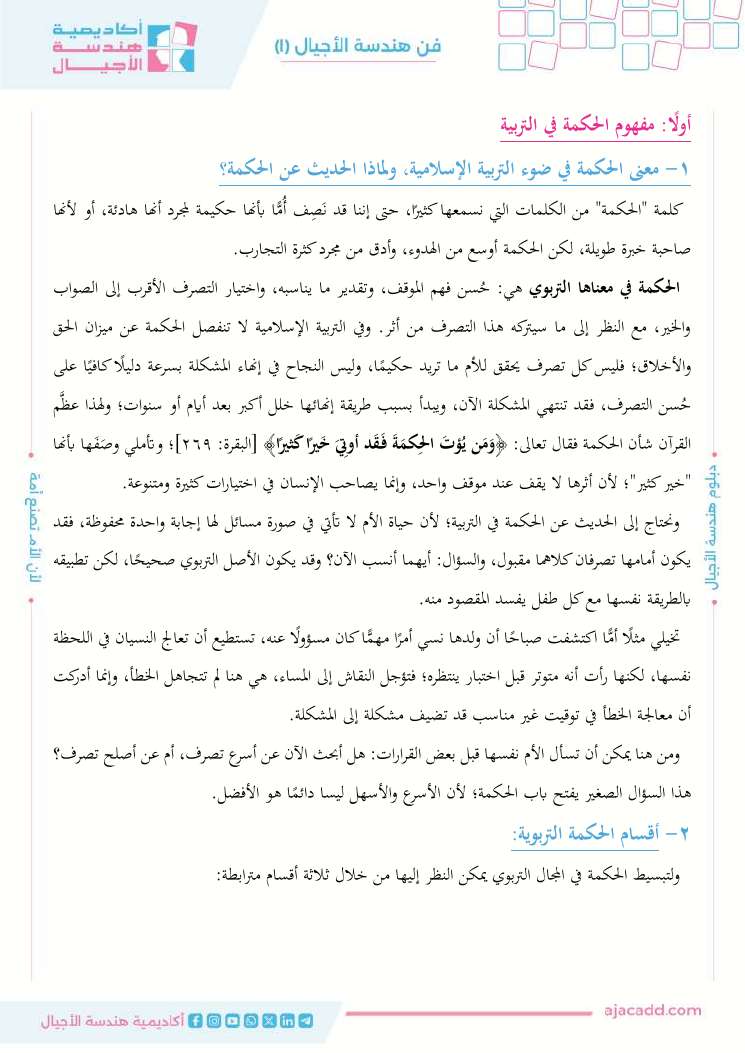 أكاديمية
هندسة
الأجيال
فن هندسة الأجيال (١)
أولًا: مفهوم الحكمة في التربية
١- معنى الحكمة في ضوء التربية الإسلامية، ولماذا الحديث عن الحكمة؟
كلمة "الحكمة" من الكلمات التي نسمعها كثيرًا، حتى إننا قد نَصِف أُمًّا بأنها حكيمة لمجرد أنها هادئة، أو لأنها
صاحبة خبرة طويلة، لكن الحكمة أوسع من الهدوء، وأدق من مجرد كثرة التجارب.
الحكمة في معناها التربوي هي: حُسن فهم الموقف، وتقدير ما يناسبه، واختيار التصرف الأقرب إلى الصواب
والخير، مع النظر إلى ما سيتركه هذا التصرف من أثر. وفي التربية الإسلامية لا تنفصل الحكمة عن ميزان الحق
والأخلاق؛ فليس كل تصرف يحقق للأم ما تريد حكيمًا، وليس النجاح في إنهاء المشكلة بسرعة دليلًا كافيًا على
حُسن التصرف، فقد تنتهي المشكلة الآن، ويبدأ بسبب طريقة إنهائها خلل أكبر بعد أيام أو سنوات؛ ولهذا عظَّم
القرآن شأن الحكمة فقال تعالى: ﴿وَمَن يُؤتَ الحِكمَةَ فَقَد أوتِيَ خَيرًا كَثيرًا﴾ [البقرة: ٢٦٩]؛ وتأملي وصفَها بأنها
"خير كثير"؛ لأن أثرها لا يقف عند موقف واحد، وإنما يصاحب الإنسان في اختيارات كثيرة ومتنوعة.
ونحتاج إلى الحديث عن الحكمة في التربية؛ لأن حياة الأم لا تأتي في صورة مسائل لها إجابة واحدة محفوظة، فقد
يكون أمامها تصرفان كلاهما مقبول، والسؤال: أيهما أنسب الآن؟ وقد يكون الأصل التربوي صحيحًا، لكن تطبيقه
بالطريقة نفسها مع كل طفل يفسد المقصود منه.
تخيلي مثلًا أمًّا اكتشفت صباحًا أن ولدها نسي أمرًا مهمًّا كان مسؤولًا عنه، تستطيع أن تعالج النسيان في اللحظة
نفسها، لكنها رأت أنه متوتر قبل اختبار ينتظره؛ فتؤجل النقاش إلى المساء، هي هنا لم تتجاهل الخطأ، وإنما أدركت
أن معالجة الخطأ في توقيت غير مناسب قد تضيف مشكلة إلى المشكلة.
ومن هنا يمكن أن تسأل الأم نفسها قبل بعض القرارات: هل أبحث الآن عن أسرع تصرف، أم عن أصلح تصرف؟
هذا السؤال الصغير يفتح باب الحكمة؛ لأن الأسرع والأسهل ليسا دائمًا هو الأفضل.
٢- أقسام الحكمة التربوية:
ولتبسيط الحكمة في المجال التربوي يمكن النظر إليها من خلال ثلاثة أقسام مترابطة:
دبلوم هندسة الأجيال
لأن الأم تصنع أمة
ajacadd.com
أكاديمية هندسة الأجيال